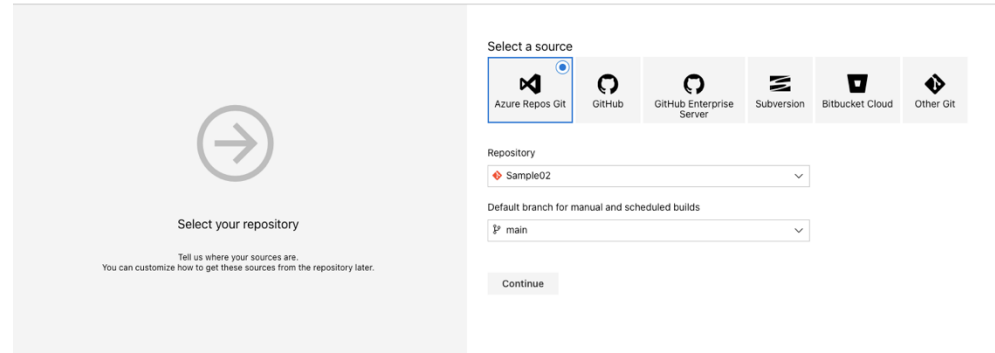 Select your repository
Tell us where your sources are.
You can customize how to get these sources from the repository later.
Select a source
Azure Repos Git
GitHub
GitHub Enterprise
Server
Subversion
Bitbucket Cloud
Other Git
Repository
Sample02
Default branch for manual and scheduled builds
main
Continue